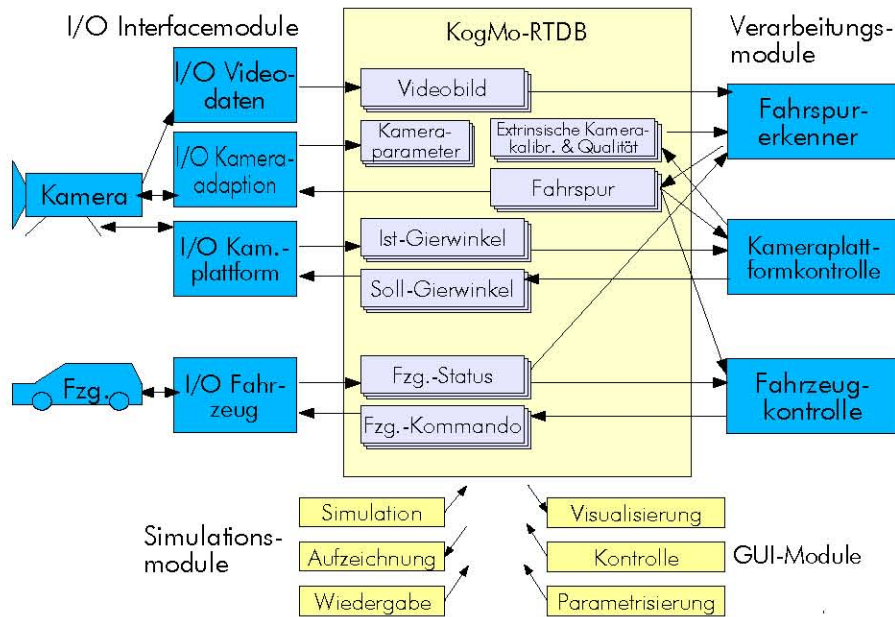 I/O Interfacemodule
KogMo-RTDB
Verarbeitungs-
module
I/O Video-
daten
Videobild
Fahrspur-
erkenner
I/O Kamera-
adaption
Kamera-
parameter
Extrinsische Kamera-
kalibr. & Qualität
Kamera
Fahrspur
I/O Kam.-
plattform
Ist-Gierwinkel
Soll-Gierwinkel
Kameraplatt-
formkontrolle
Fzg.
I/O Fahr-
zeug
Fzg.-Status
Fzg.-Kommando
Fahrzeug-
kontrolle
Simulations-
module
Simulation
Aufzeichnung
Wiedergabe
Visualisierung
Kontrolle
Parametrisierung
GUI-Module